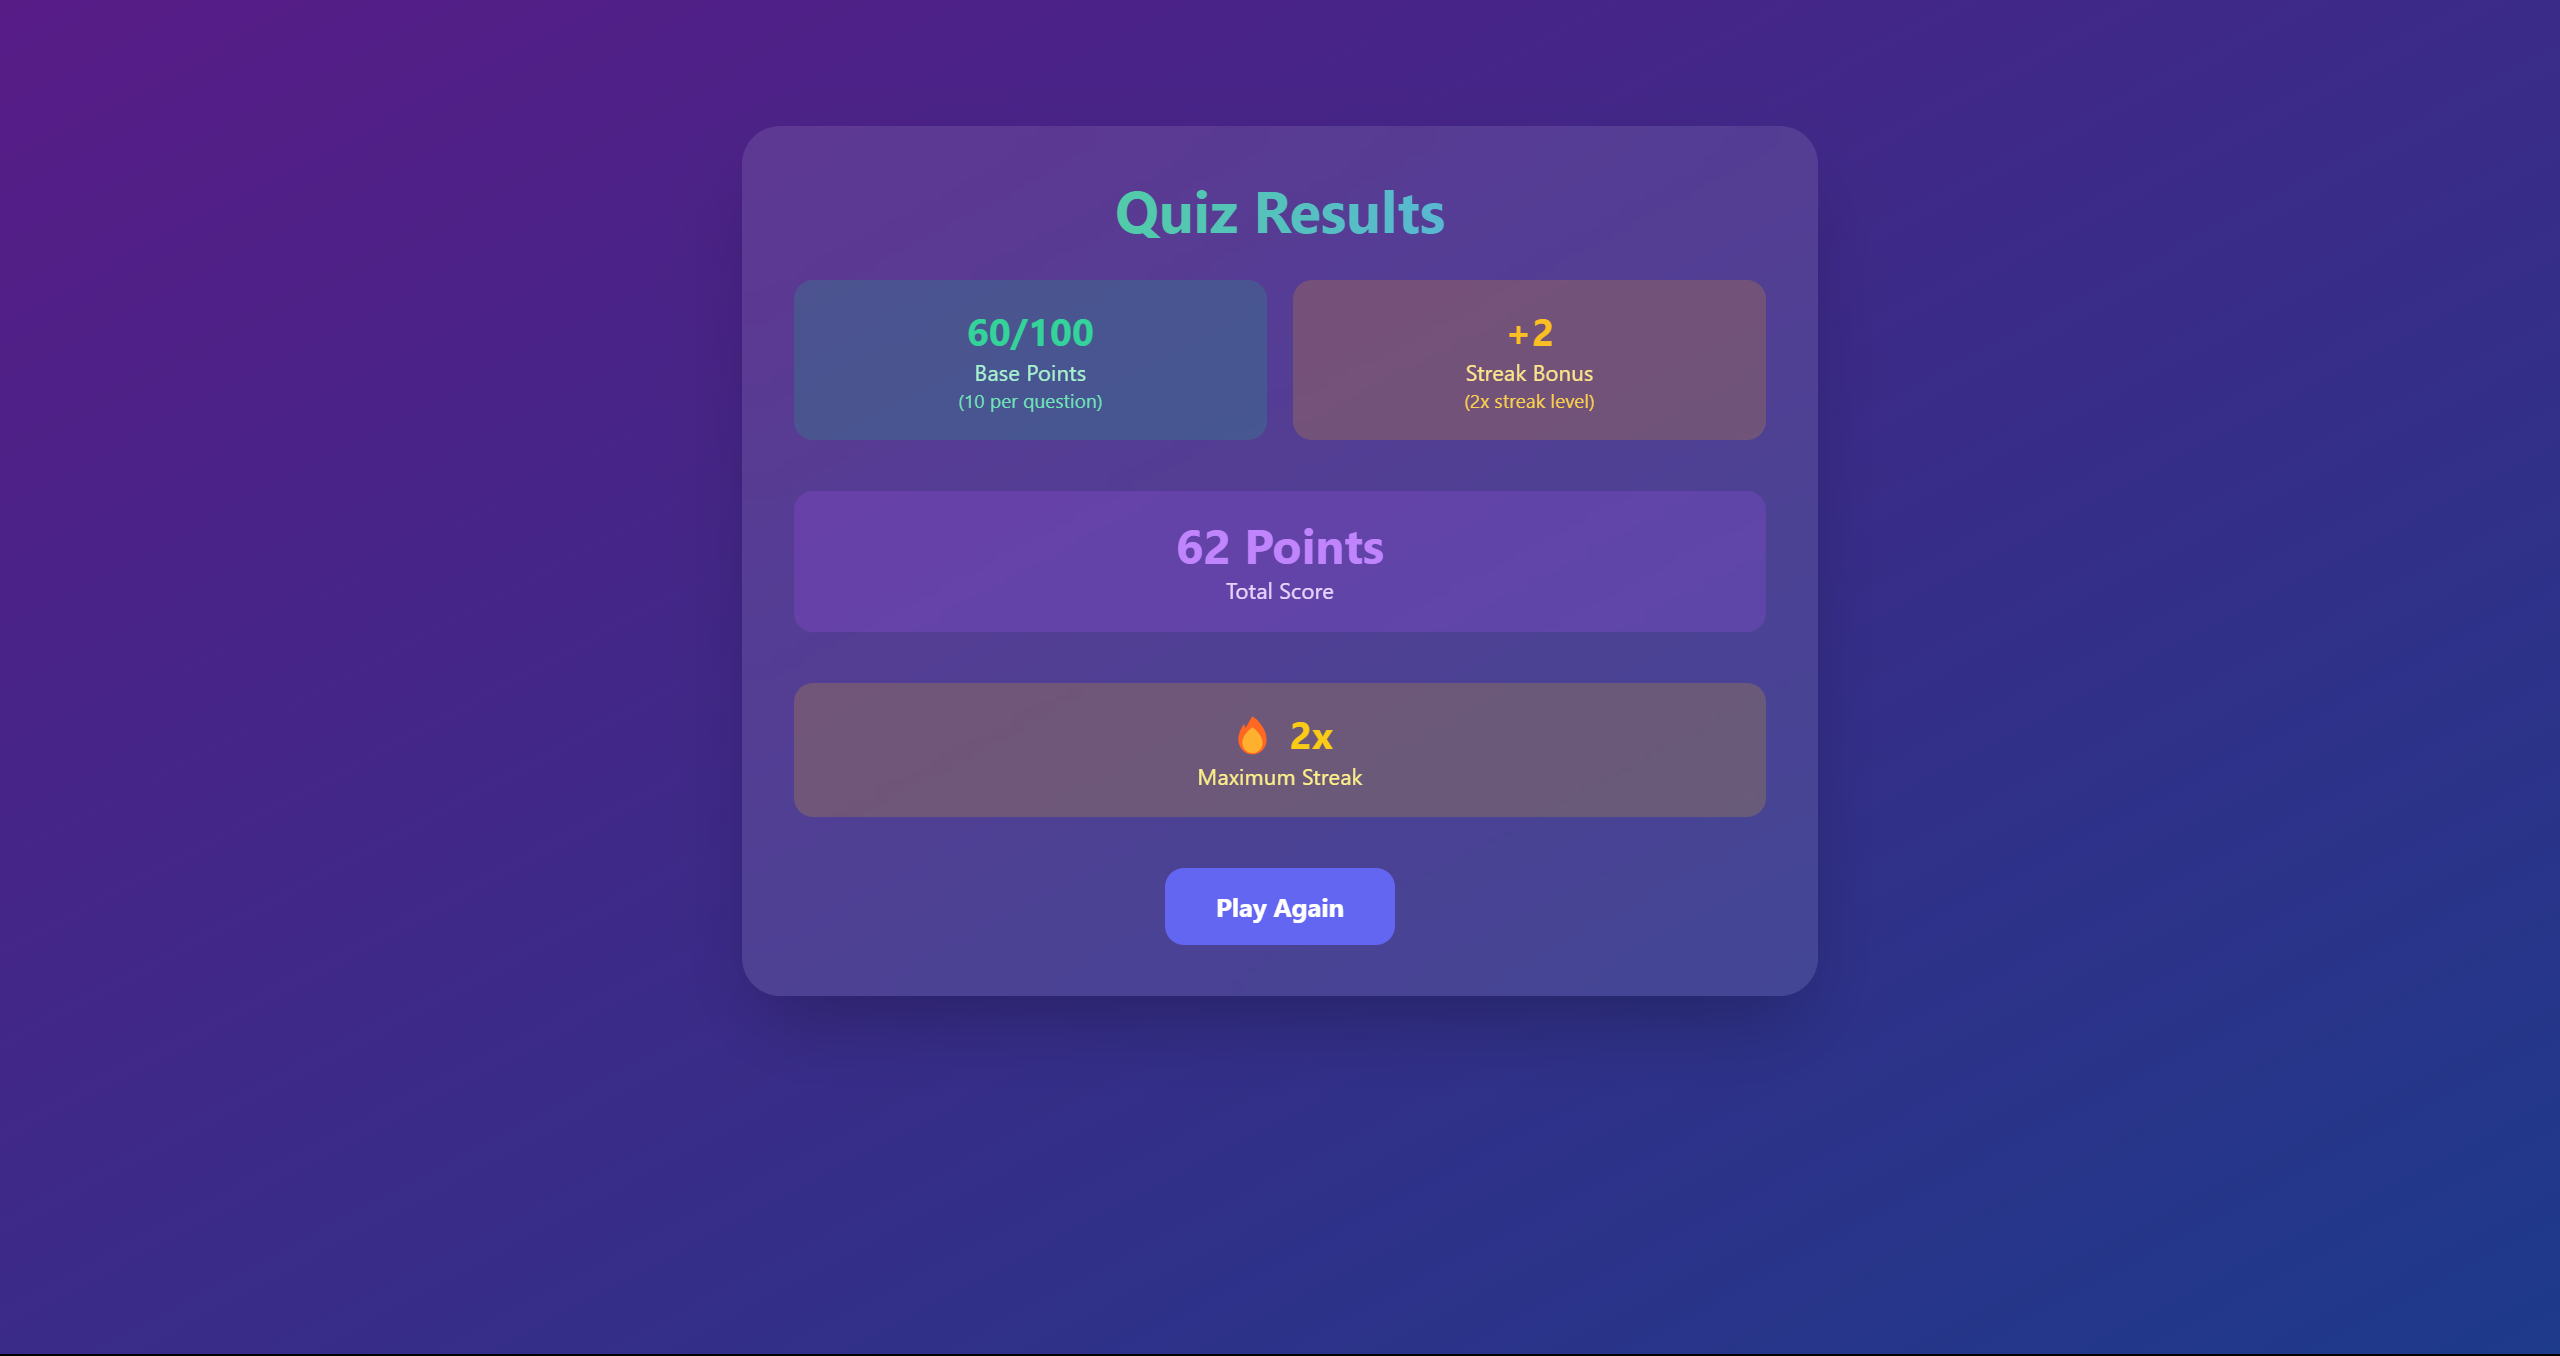 Quiz Results
60/100
Base Points
(10 per question)
+2
Streak Bonus
(2x streak level)
62 Points
Total Score
🔥 2x
Maximum Streak
Play Again